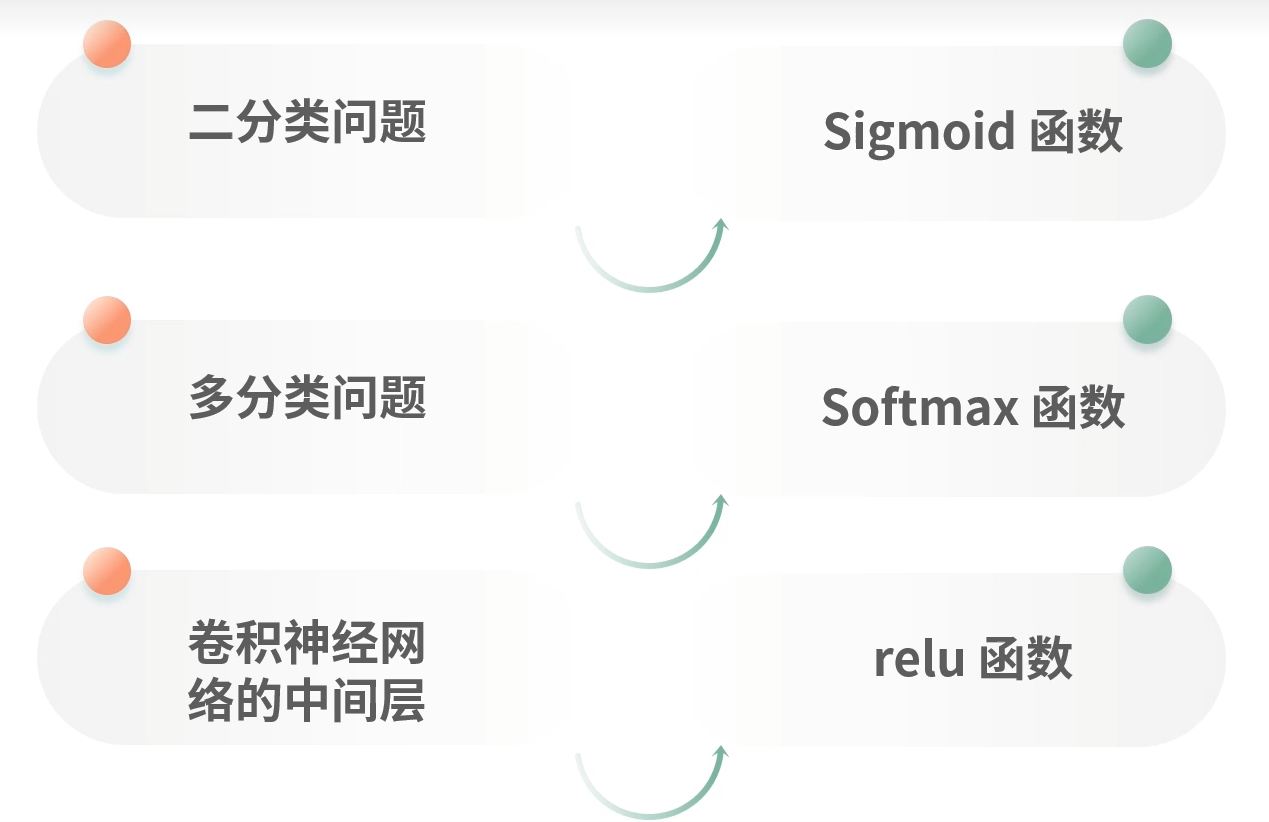 二分类问题
Sigmoid 函数
多分类问题
Softmax 函数
卷积神经网
络的中间层
relu 函数